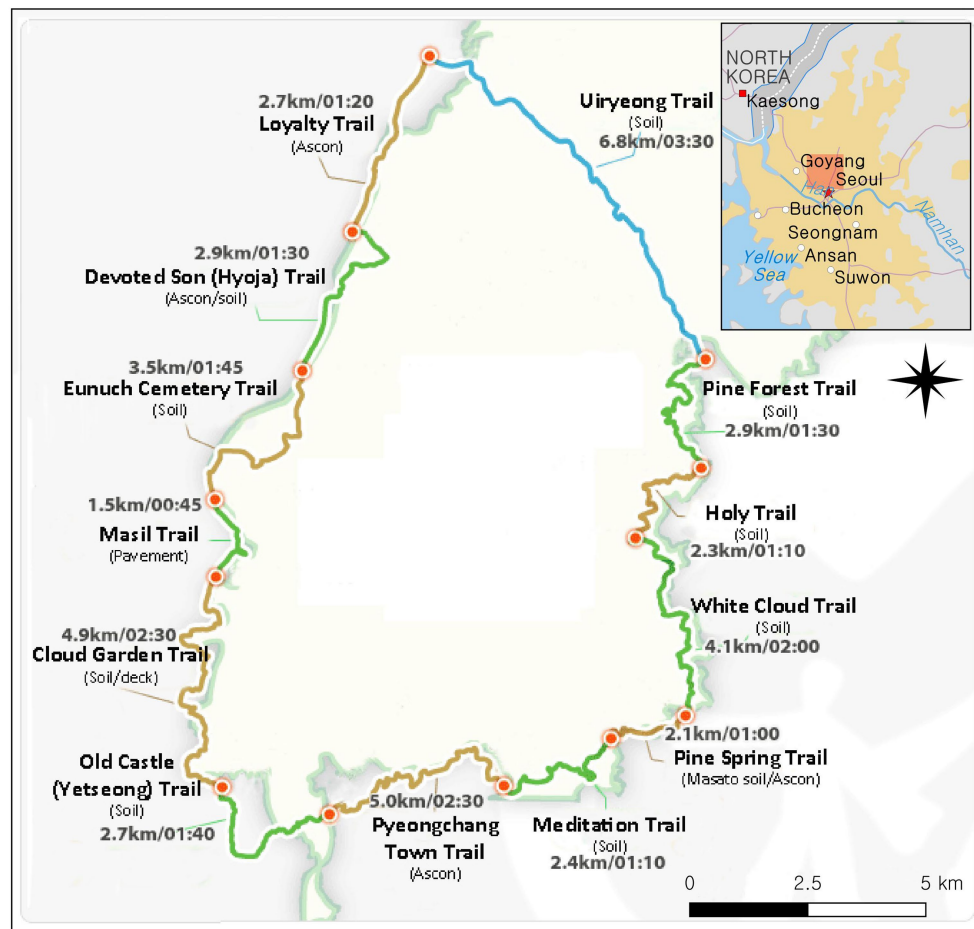 2.7km/01:20
Loyalty Trail
(Ascon)
Uiryeong Trail
(Soil)
6.8km/03:30
NORTH
KOREA
Kaesong
Goyang
Seoul
Han
Bucheon
Seongnam
Ansan
Suwon
Yellow
Sea
Namhan
2.9km/01:30
Devoted Son (Hyoja) Trail
(Ascon/soil)
3.5km/01:45
Eunuch Cemetery Trail
(Soil)
Pine Forest Trail
(Soil)
2.9km/01:30
1.5km/00:45
Masil Trail
(Pavement)
Holy Trail
(Soil)
2.3km/01:10
4.9km/02:30
Cloud Garden Trail
(Soil/deck)
White Cloud Trail
(Soil)
4.1km/02:00
2.1km/01:00
Pine Spring Trail
(Masato soil/Ascon)
Old Castle
(Yetseong) Trail
(Soil)
2.7km/01:40
5.0km/02:30
Pyeongchang
Town Trail
(Ascon)
Meditation Trail
(Soil)
2.4km/01:10
0 2.5 5 km